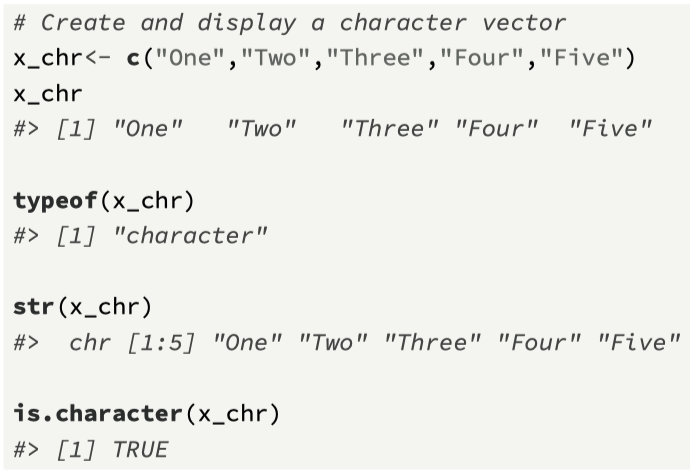 # Create and display a character vector
x_chr<- c("One","Two","Three","Four","Five")
x_chr
#> [1] "One"   "Two"   "Three" "Four"  "Five"
typeof(x_chr)
#> [1] "character"
str(x_chr)
#>  chr [1:5] "One" "Two" "Three" "Four" "Five"
is.character(x_chr)
#> [1] TRUE